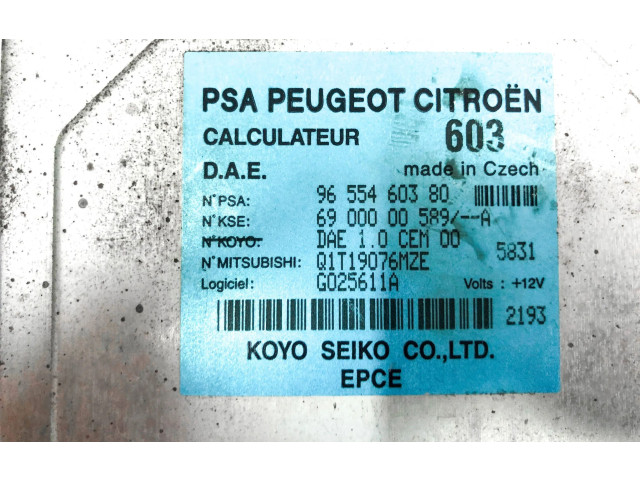 PSA PEUGEOT CITROËN
CALCULATEUR 603
D.A.E. made in Czech
N°PSA: 96 554 603 80
N°KSE: 69 000 00 589/--A
N°KOYO: DAE 1.0 CEM 00
N°MITSUBISHI: Q1T19076MZE 5831
Logiciel: G025611A Volts : +12V
2193
KOYO SEIKO CO.,LTD.
EPCE